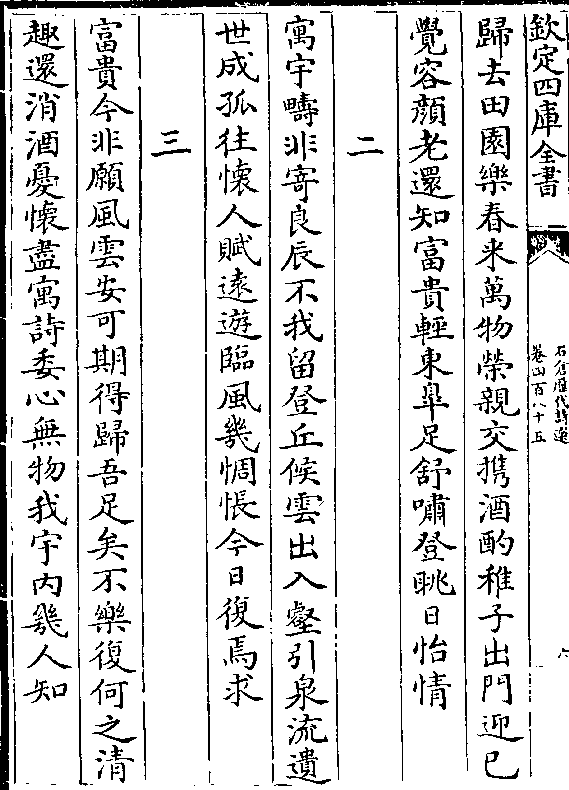 欽定四庫全書
石倉歷代詩選
卷四百八十五
六
歸去田園樂春來萬物榮親交携酒酌稚子出門迎已
覺容顔老還知富貴輕東臯足舒嘯登眺日怡情
二
寓宇疇非寄良辰不我留登丘候雲出入壑引泉流遺
世成孤往懷人賦遠遊臨風幾惆悵今日復焉求
三
富貴今非願風雲安可期得歸吾足矣不樂復何之清
趣還消酒憂懷盡寓詩委心無物我宇内幾人知